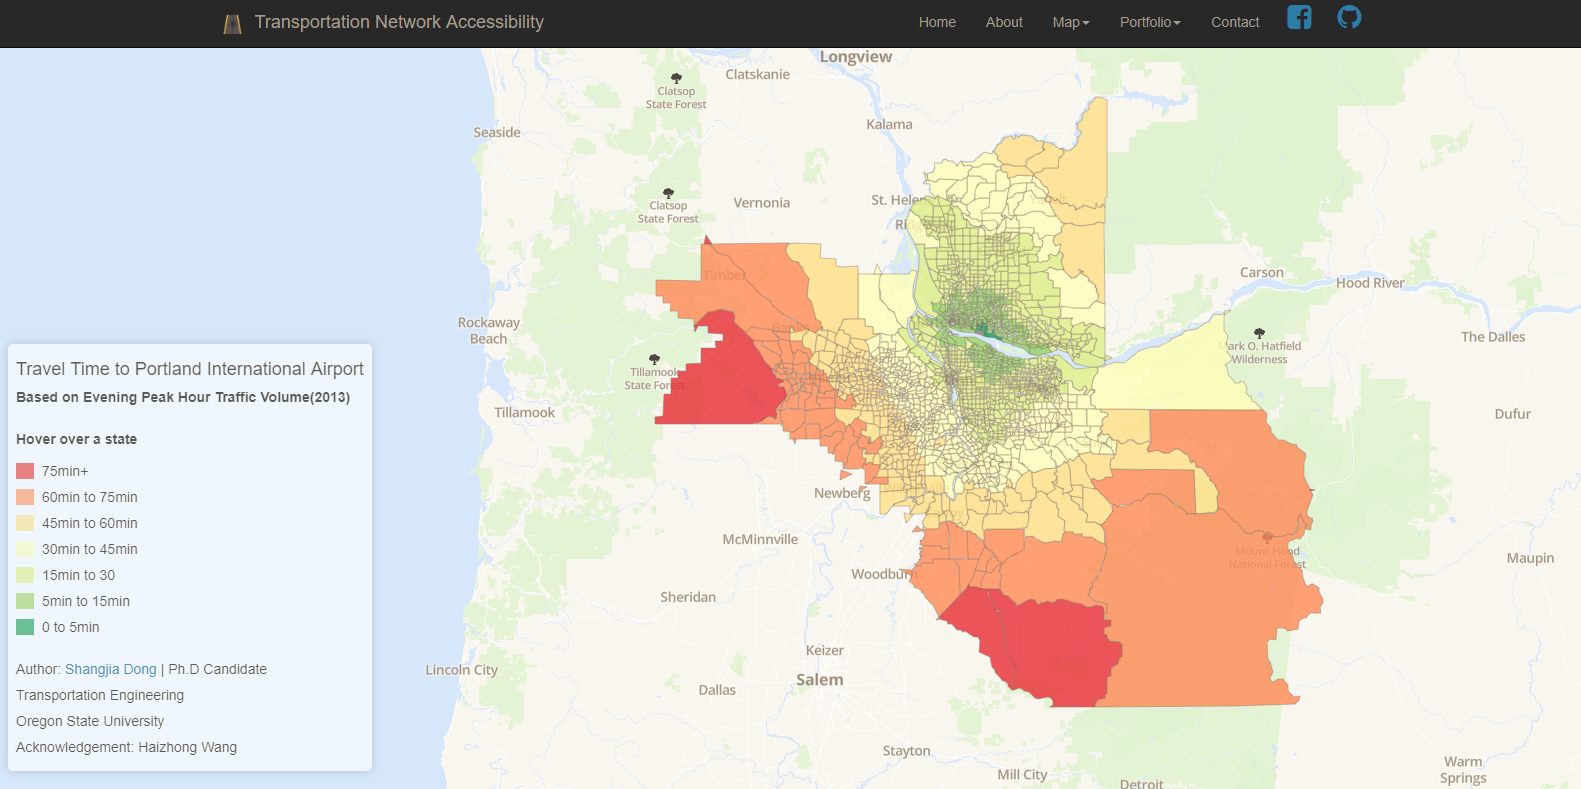 Transportation Network Accessibility
Home About Map Portfolio Contact
Longview
Clatskanie
Clatsop
State Forest
Seaside
Kalama
Clatsop
State Forest
Vernonia
St. Hele
Timber
Carson
Hood River
Rockaway
Beach
The Dalles
Mark O. Hatfield
Wilderness
Tillamook
State Forest
Tillamook
Dufur
Newberg
McMinnville
Mount Hood
National Forest
Maupin
Woodburn
Sheridan
Keizer
Lincoln City
Salem
Dallas
Stayton
Mill City
Detroit
Warm
Springs
Travel Time to Portland International Airport
Based on Evening Peak Hour Traffic Volume(2013)
Hover over a state
75min+
60min to 75min
45min to 60min
30min to 45min
15min to 30
5min to 15min
0 to 5min
Author: Shangjia Dong | Ph.D Candidate
Transportation Engineering
Oregon State University
Acknowledgement: Haizhong Wang